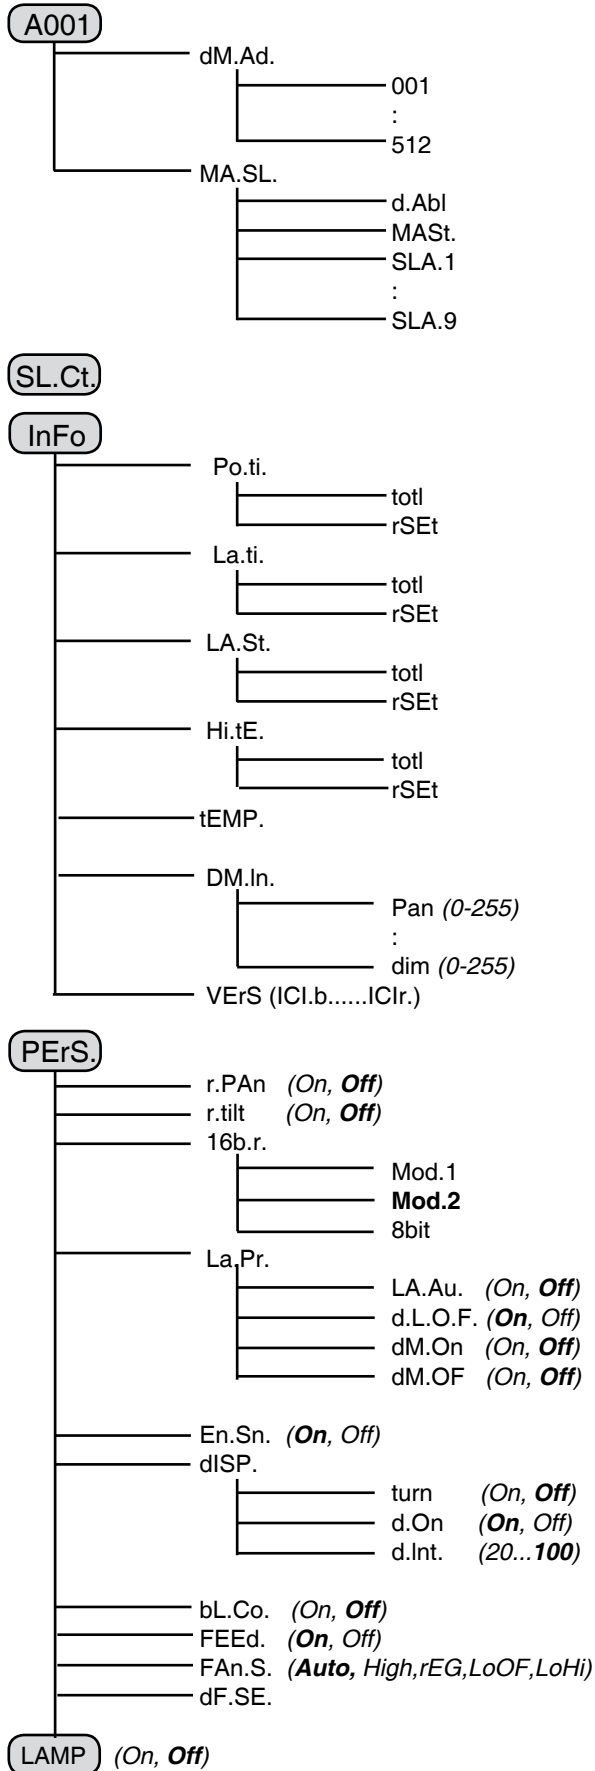 A001
dM.Ad.
001
:
512
MA.SL.
d.Abl
MASt.
SLA.1
:
SLA.9
SL.Ct.
InFo
Po.ti.
totl
rSEt
La.ti.
totl
rSEt
LA.St.
totl
rSEt
Hi.tE.
totl
rSEt
tEMP.
DM.In.
Pan (0-255)
:
dim (0-255)
VErS (ICI.b......ICIr.)
PErS.
r.PAn (On, Off)
r.tilt (On, Off)
16b.r.
Mod.1
Mod.2
8bit
La.Pr.
LA.Au. (On, Off)
d.L.O.F. (On, Off)
dM.On (On, Off)
dM.OF (On, Off)
En.Sn. (On, Off)
dISP.
turn (On, Off)
d.On (On, Off)
d.Int. (20...100)
bL.Co. (On, Off)
FEEd. (On, Off)
FAn.S. (Auto, High,rEG,LoOF,LoHi)
dF.SE.
LAMP (On, Off)